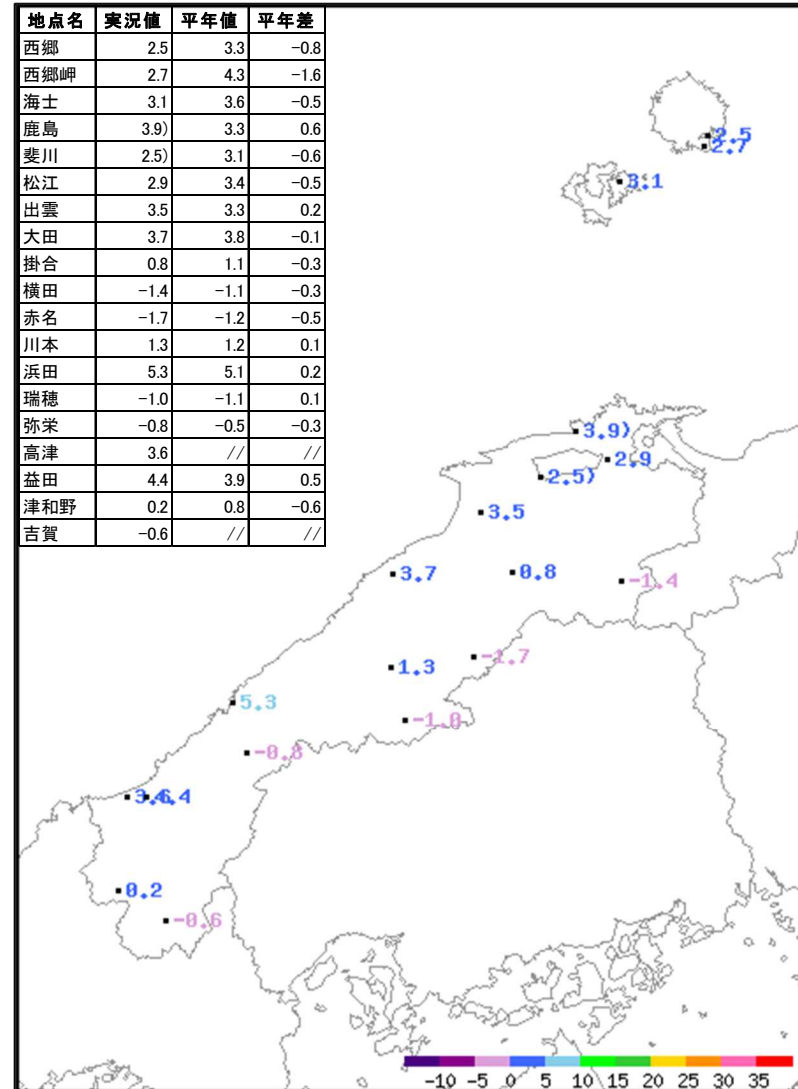 地点名 実況値 平年値 平年差
西郷 2.5 3.3 −0.8
西郷岬 2.7 4.3 −1.6
海士 3.1 3.6 −0.5
鹿島 3.9) 3.3 0.6
斐川 2.5) 3.1 −0.6
松江 2.9 3.4 −0.5
出雲 3.5 3.3 0.2
大田 3.7 3.8 −0.1
掛合 0.8 1.1 −0.3
横田 −1.4 −1.1 −0.3
赤名 −1.7 −1.2 −0.5
川本 1.3 1.2 0.1
浜田 5.3 5.1 0.2
瑞穂 −1.0 −1.1 0.1
弥栄 −0.8 −0.5 −0.3
高津 3.6 // //
益田 4.4 3.9 0.5
津和野 0.2 0.8 −0.6
吉賀 −0.6 // //
2.5
2.7
3.1
3.9)
2.9
2.5)
3.5
3.7 0.8 -1.4
-1.7
1.3
5.3
-1.0
-0.8
3.6 4.4
0.2
-0.6
-10 -5 0 5 10 15 20 25 30 35